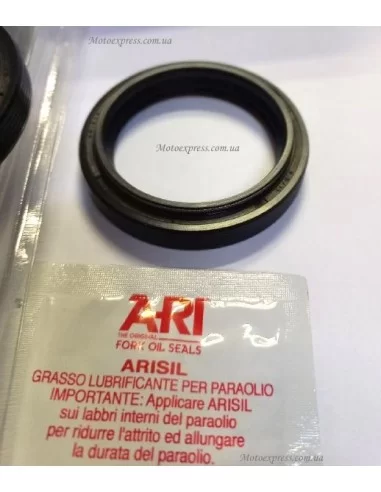 Motoexpress.com.ua
Motoexpress.com.ua
ARI
THE ORIGINAL
FORK OIL SEALS
ARISIL
GRASSO LUBRIFICANTE PER PARAOLIO
IMPORTANTE: Applicare ARISIL
sui labbri interni del paraolio
per ridurre l'attrito ed allungare
la durata del paraolio.
Motoexpress.com.ua